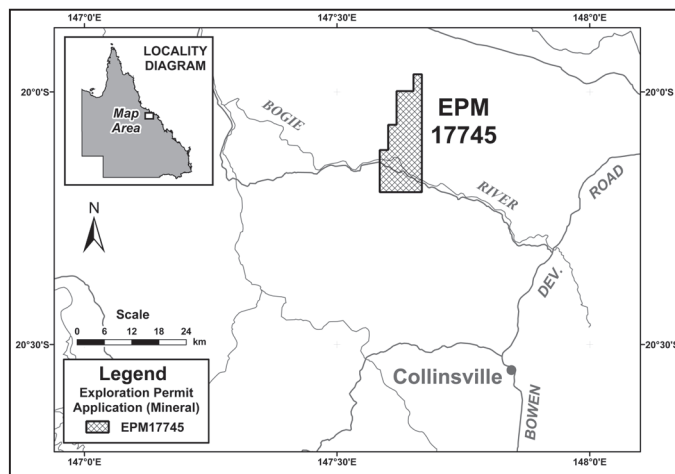 147°0'E
147°30'E
148°0'E
LOCALITY
DIAGRAM
Map
Area
20°0'S
20°0'S
BOGIE
EPM
17745
RIVER
ROAD
N
DEV.
Scale
0 6 12 18 24
km
20°30'S
20°30'S
Legend
Exploration Permit
Application (Mineral)
EPM17745
Collinsville
BOWEN
147°0'E
147°30'E
148°0'E